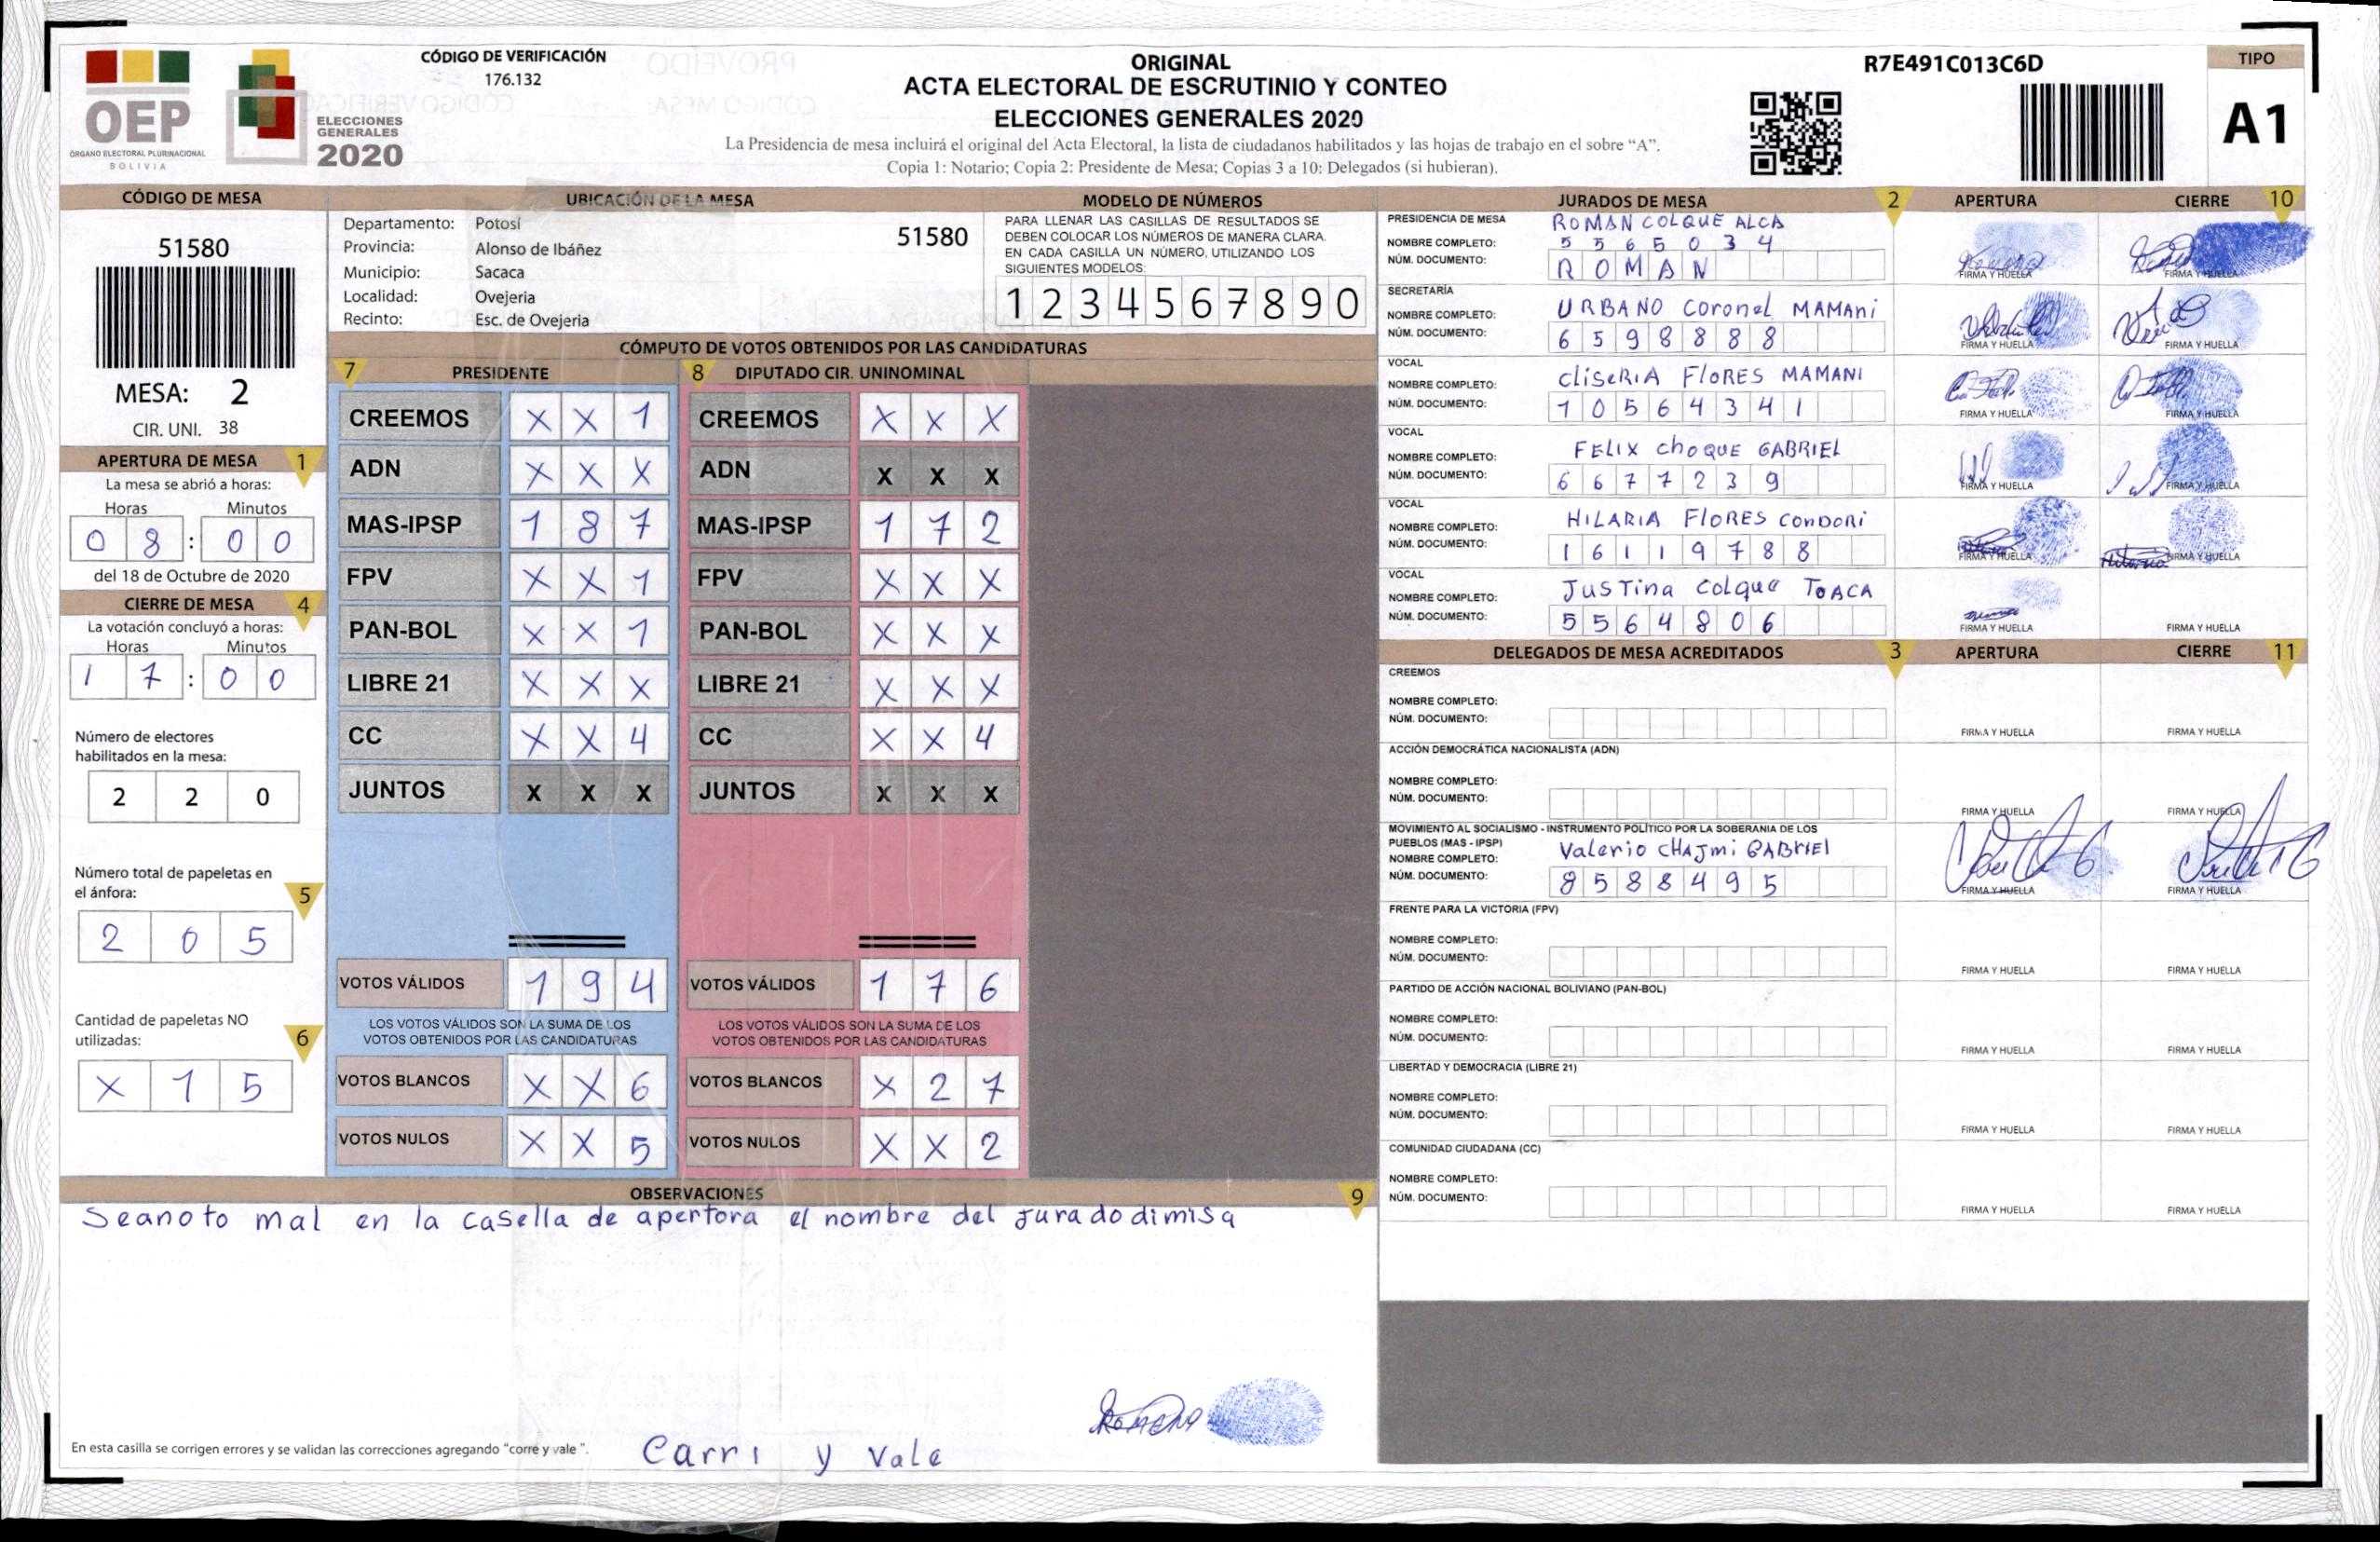 CÓDIGO DE VERIFICACIÓN
176.132
ORIGINAL
ACTA ELECTORAL DE ESCRUTINIO Y CONTEO
ELECCIONES GENERALES 2020
La Presidencia de mesa incluirá el original del Acta Electoral, la lista de ciudadanos habilitados y las hojas de trabajo en el sobre “A”.
Copia 1: Notario; Copia 2: Presidente de Mesa; Copias 3 a 10: Delegados (si hubieran).
R7E491C013C6D
TIPO
A1
OEP
ÓRGANO ELECTORAL PLURINACIONAL
BOLIVIA
ELECCIONES
GENERALES
2020
CÓDIGO DE MESA
51580
MESA: 2
CIR. UNI. 38
APERTURA DE MESA 1
La mesa se abrió a horas:
Horas Minutos
0 8 : 0 0
del 18 de Octubre de 2020
CIERRE DE MESA 4
La votación concluyó a horas:
Horas Minutos
1 7 : 0 0
Número de electores
habilitados en la mesa:
2 2 0
Número total de papeletas en
el ánfora: 5
2 0 5
Cantidad de papeletas NO
utilizadas: 6
X 1 5
UBICACIÓN DE LA MESA
Departamento: Potosí
Provincia: Alonso de Ibáñez
Municipio: Sacaca
Localidad: Ovejeria
Recinto: Esc. de Ovejeria
51580
MODELO DE NÚMEROS
PARA LLENAR LAS CASILLAS DE RESULTADOS SE
DEBEN COLOCAR LOS NÚMEROS DE MANERA CLARA.
EN CADA CASILLA UN NÚMERO, UTILIZANDO LOS
SIGUIENTES MODELOS:
1 2 3 4 5 6 7 8 9 0
CÓMPUTO DE VOTOS OBTENIDOS POR LAS CANDIDATURAS
7 PRESIDENTE
CREEMOS X X 1
ADN X X X
MAS-IPSP 1 8 7
FPV X X 1
PAN-BOL X X 1
LIBRE 21 X X X
CC X X 4
JUNTOS X X X
VOTOS VÁLIDOS 1 9 4
LOS VOTOS VÁLIDOS SON LA SUMA DE LOS
VOTOS OBTENIDOS POR LAS CANDIDATURAS
VOTOS BLANCOS X X 6
VOTOS NULOS X X 5
8 DIPUTADO CIR. UNINOMINAL
CREEMOS X X X
ADN X X X
MAS-IPSP 1 7 2
FPV X X X
PAN-BOL X X X
LIBRE 21 X X X
CC X X 4
JUNTOS X X X
VOTOS VÁLIDOS 1 7 6
LOS VOTOS VÁLIDOS SON LA SUMA DE LOS
VOTOS OBTENIDOS POR LAS CANDIDATURAS
VOTOS BLANCOS X 2 7
VOTOS NULOS X X 2
OBSERVACIONES 9
Seanoto mal en la casella de apertora el nombre del jurado dimisa
En esta casilla se corrigen errores y se validan las correcciones agregando “corre y vale ”.
Carri y vale
JURADOS DE MESA 2 APERTURA CIERRE 10
PRESIDENCIA DE MESA
ROMAN COLQUE ALCA
NOMBRE COMPLETO: 5 5 6 5 0 3 4
NÚM. DOCUMENTO: R O M A N
FIRMA Y HUELLA FIRMA Y HUELLA
SECRETARÍA
NOMBRE COMPLETO: URBANO Coronel MAMANi
NÚM. DOCUMENTO: 6 5 9 8 8 8 8
FIRMA Y HUELLA FIRMA Y HUELLA
VOCAL
NOMBRE COMPLETO: CliSeRiA FlORES MAMANI
NÚM. DOCUMENTO: 1 0 5 6 4 3 4 1
FIRMA Y HUELLA FIRMA Y HUELLA
VOCAL
NOMBRE COMPLETO: FELIX choQUE GABRIEL
NÚM. DOCUMENTO: 6 6 7 7 2 3 9
FIRMA Y HUELLA FIRMA Y HUELLA
VOCAL
NOMBRE COMPLETO: HILARIA FlORES CONDORi
NÚM. DOCUMENTO: 1 6 1 1 9 7 8 8
FIRMA Y HUELLA FIRMA Y HUELLA
VOCAL
NOMBRE COMPLETO: JusTina Colque ToACA
NÚM. DOCUMENTO: 5 5 6 4 8 0 6
FIRMA Y HUELLA FIRMA Y HUELLA
DELEGADOS DE MESA ACREDITADOS 3 APERTURA CIERRE 11
CREEMOS
NOMBRE COMPLETO:
NÚM. DOCUMENTO:
FIRMA Y HUELLA FIRMA Y HUELLA
ACCIÓN DEMOCRÁTICA NACIONALISTA (ADN)
NOMBRE COMPLETO:
NÚM. DOCUMENTO:
FIRMA Y HUELLA FIRMA Y HUELLA
MOVIMIENTO AL SOCIALISMO - INSTRUMENTO POLÍTICO POR LA SOBERANIA DE LOS
PUEBLOS (MAS - IPSP)
NOMBRE COMPLETO: Valerio CHAJmi GABRIEl
NÚM. DOCUMENTO: 8 5 8 8 4 9 5
FIRMA Y HUELLA FIRMA Y HUELLA
FRENTE PARA LA VICTORIA (FPV)
NOMBRE COMPLETO:
NÚM. DOCUMENTO:
FIRMA Y HUELLA FIRMA Y HUELLA
PARTIDO DE ACCIÓN NACIONAL BOLIVIANO (PAN-BOL)
NOMBRE COMPLETO:
NÚM. DOCUMENTO:
FIRMA Y HUELLA FIRMA Y HUELLA
LIBERTAD Y DEMOCRACIA (LIBRE 21)
NOMBRE COMPLETO:
NÚM. DOCUMENTO:
FIRMA Y HUELLA FIRMA Y HUELLA
COMUNIDAD CIUDADANA (CC)
NOMBRE COMPLETO:
NÚM. DOCUMENTO:
FIRMA Y HUELLA FIRMA Y HUELLA